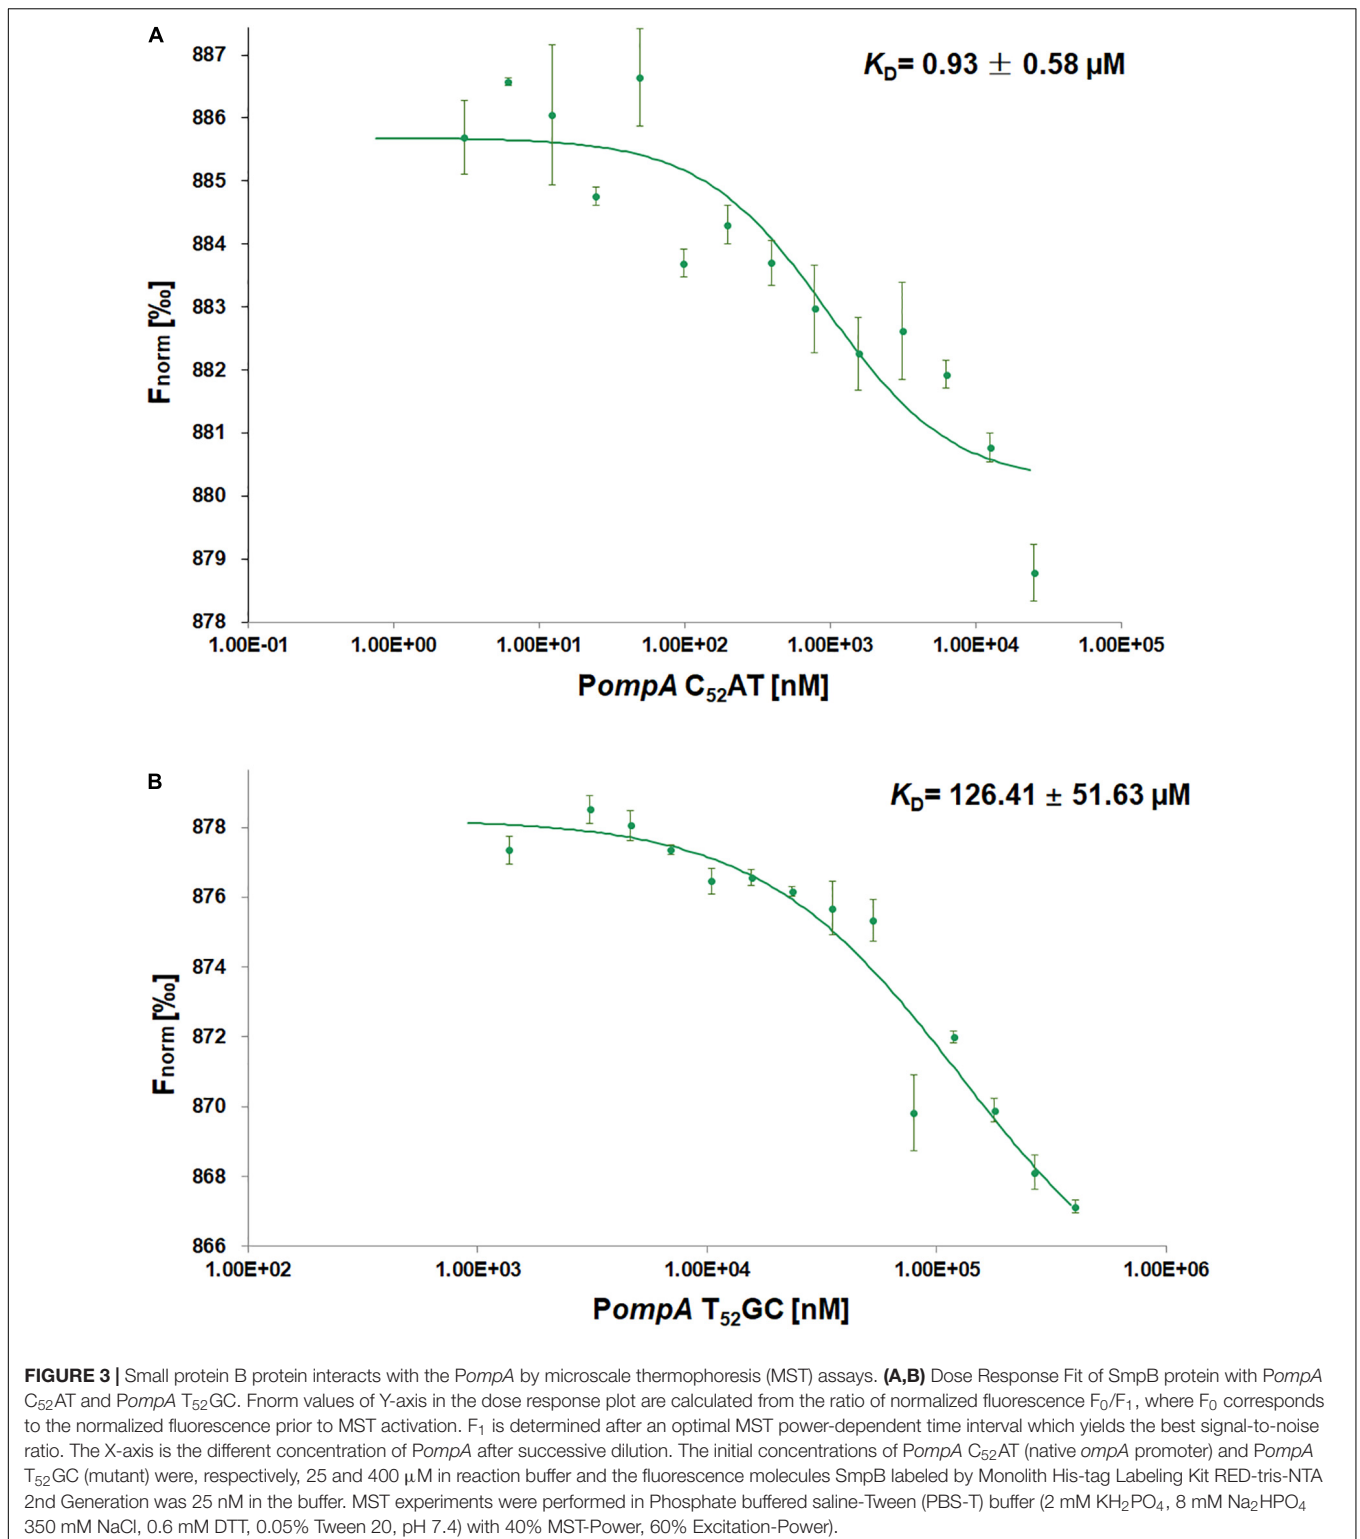 A
K_D= 0.93 ± 0.58 µM
887
886
885
884
883
882
881
880
879
878
Fnorm [‰]
1.00E-01 1.00E+00 1.00E+01 1.00E+02 1.00E+03 1.00E+04 1.00E+05
PompA C₅₂AT [nM]
B
K_D= 126.41 ± 51.63 µM
878
876
874
872
870
868
866
Fnorm [‰]
1.00E+02 1.00E+03 1.00E+04 1.00E+05 1.00E+06
PompA T₅₂GC [nM]
FIGURE 3 | Small protein B protein interacts with the PompA by microscale thermophoresis (MST) assays. (A,B) Dose Response Fit of SmpB protein with PompA
C₅₂AT and PompA T₅₂GC. Fnorm values of Y-axis in the dose response plot are calculated from the ratio of normalized fluorescence F₀/F₁, where F₀ corresponds
to the normalized fluorescence prior to MST activation. F₁ is determined after an optimal MST power-dependent time interval which yields the best signal-to-noise
ratio. The X-axis is the different concentration of PompA after successive dilution. The initial concentrations of PompA C₅₂AT (native ompA promoter) and PompA
T₅₂GC (mutant) were, respectively, 25 and 400 µM in reaction buffer and the fluorescence molecules SmpB labeled by Monolith His-tag Labeling Kit RED-tris-NTA
2nd Generation was 25 nM in the buffer. MST experiments were performed in Phosphate buffered saline-Tween (PBS-T) buffer (2 mM KH₂PO₄, 8 mM Na₂HPO₄
350 mM NaCl, 0.6 mM DTT, 0.05% Tween 20, pH 7.4) with 40% MST-Power, 60% Excitation-Power).